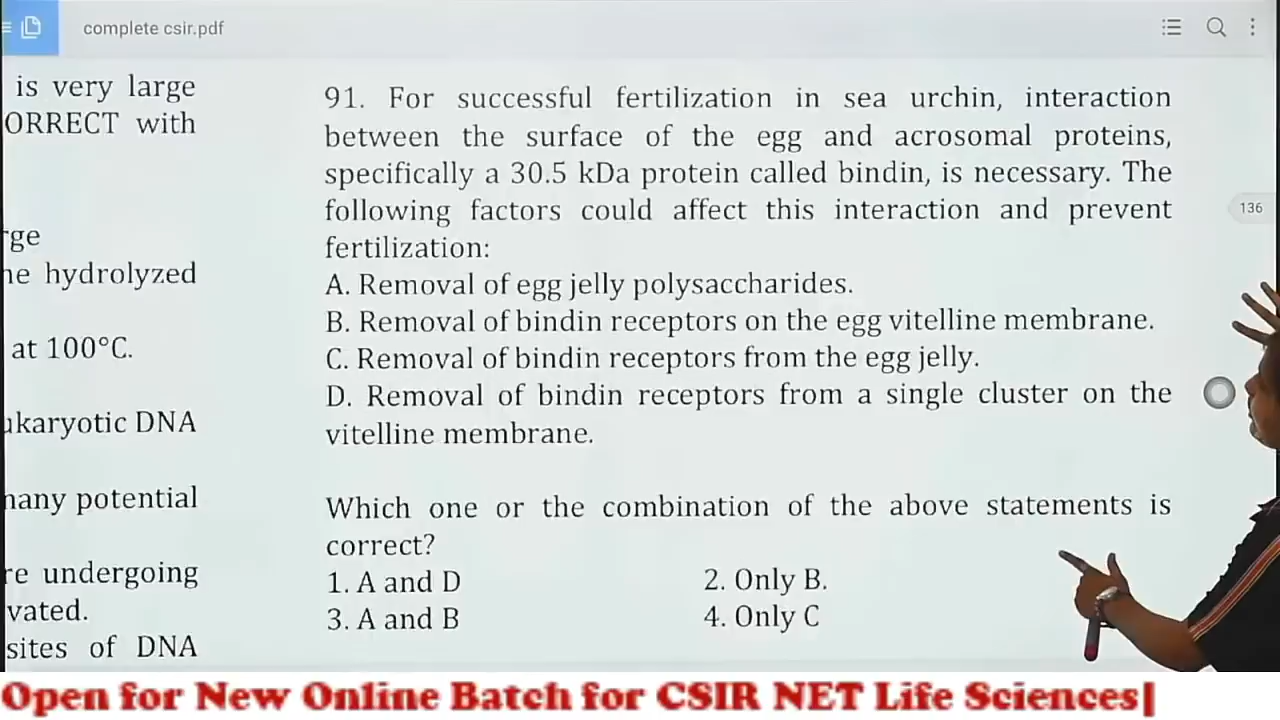 complete csir.pdf
is very large
ORRECT with
rge
ne hydrolyzed
at 100°C.
ukaryotic DNA
many potential
re undergoing
vated.
sites of DNA
91. For successful fertilization in sea urchin, interaction
between the surface of the egg and acrosomal proteins,
specifically a 30.5 kDa protein called bindin, is necessary. The
following factors could affect this interaction and prevent
fertilization:
A. Removal of egg jelly polysaccharides.
B. Removal of bindin receptors on the egg vitelline membrane.
C. Removal of bindin receptors from the egg jelly.
D. Removal of bindin receptors from a single cluster on the
vitelline membrane.
Which one or the combination of the above statements is
correct?
1. A and D
2. Only B.
3. A and B
4. Only C
136
Open for New Online Batch for CSIR NET Life Sciences|